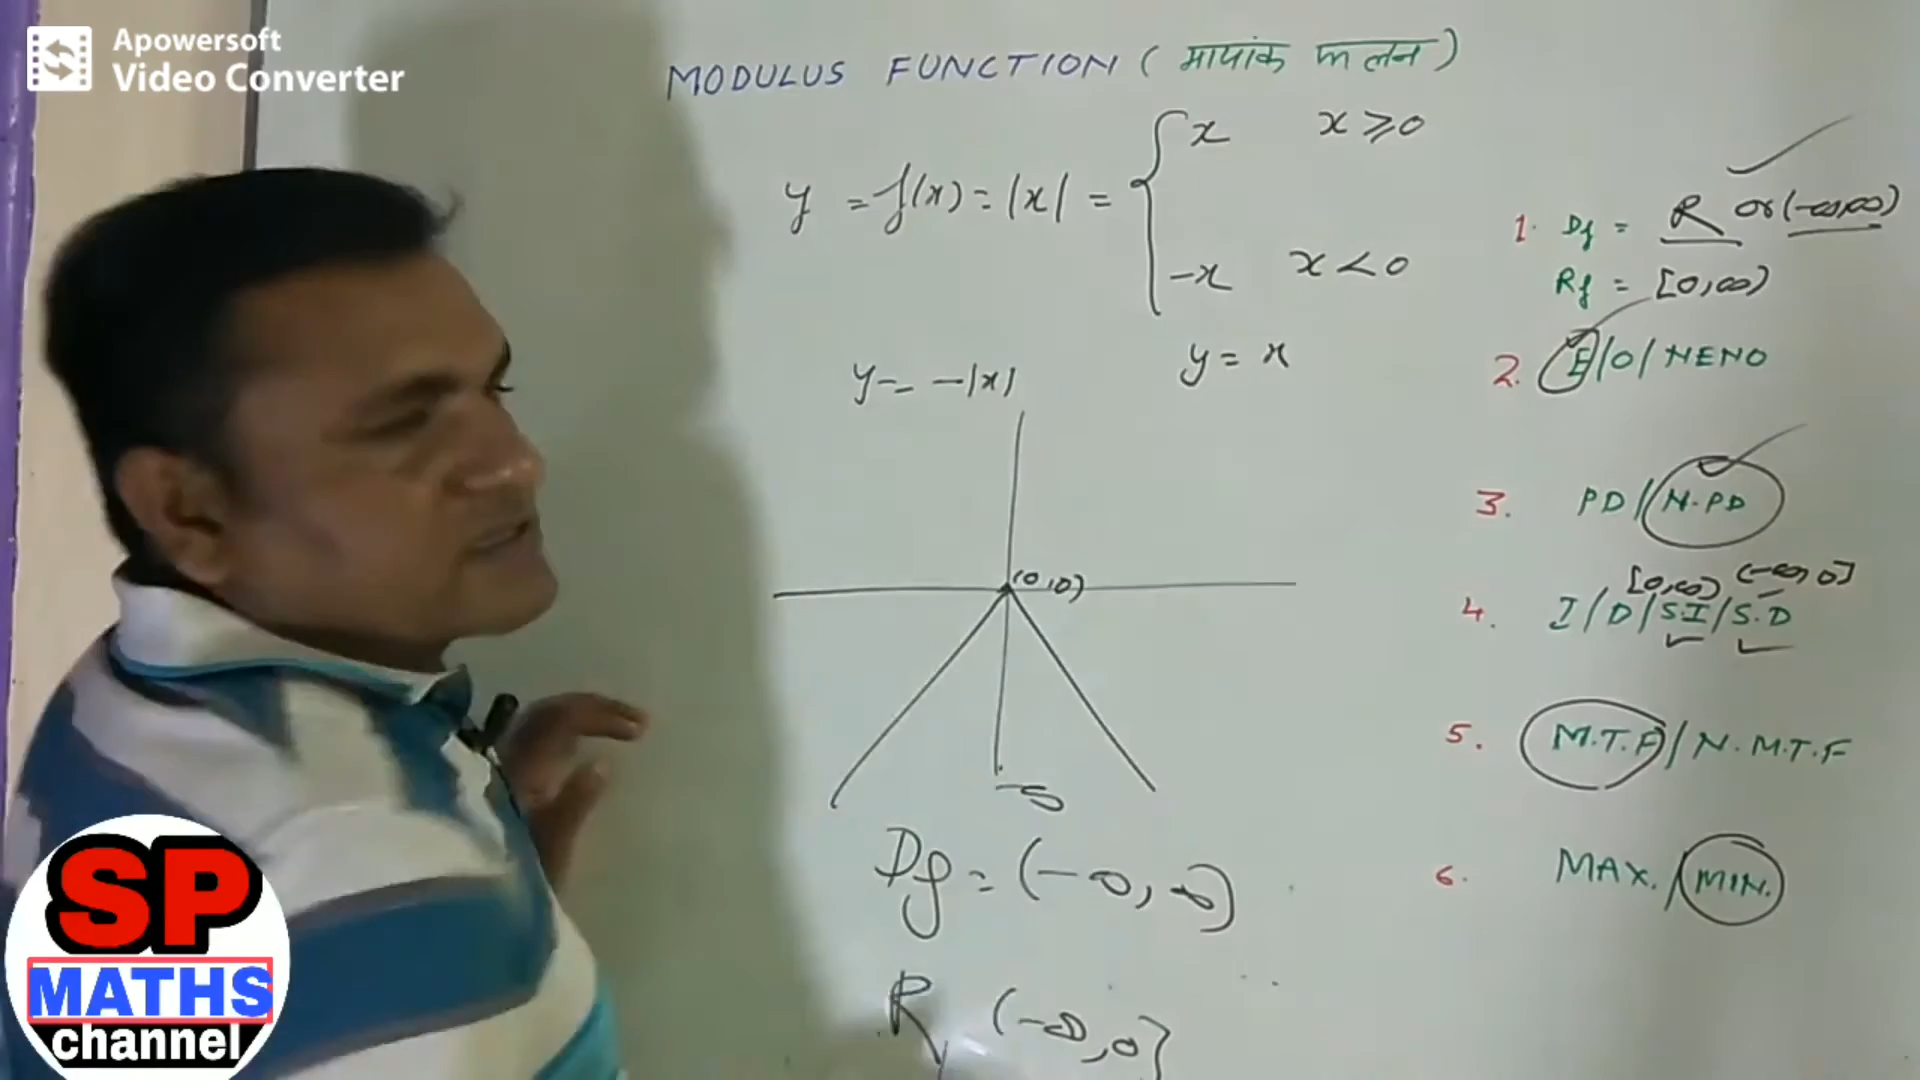 Apowersoft
Video Converter
MODULUS FUNCTION (मापांक फलन)
y = f(x) = |x| = { x x ≥ 0
-x x < 0
y = x
y = -|x|
(0,0)
-∞
Df = (-∞, ∞)
R (-∞, 0]
1. Df = R or (-∞,∞)
Rf = [0,∞)
2. E/O/NENO
3. PD/N.PD
[0,∞) (-∞, 0]
4. I/D/S.I/S.D
5. M.T.F/N.M.T.F
6. MAX./MIN.
SP
MATHS
channel